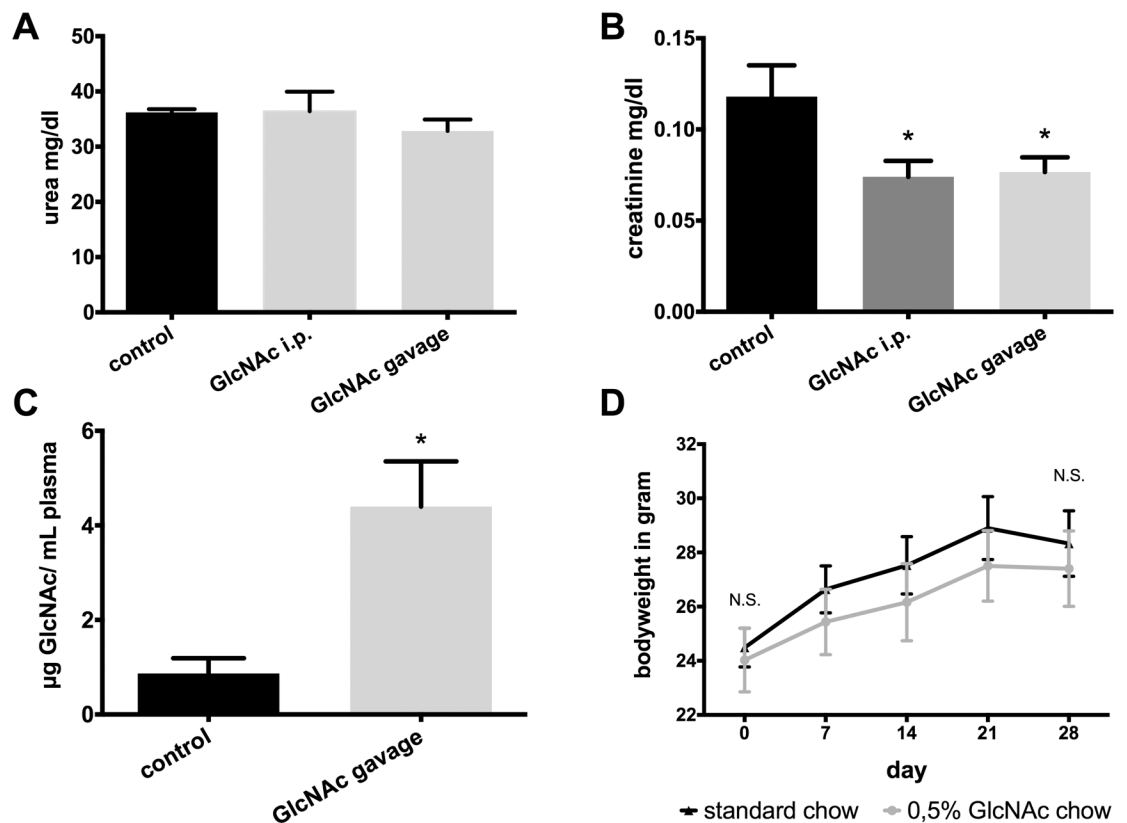 A
urea mg/dl
50
40
30
20
10
0
control
GlcNAc i.p.
GlcNAc gavage
B
creatinine mg/dl
0.15
0.10
0.05
0.00
*
*
control
GlcNAc i.p.
GlcNAc gavage
C
µg GlcNAc/ mL plasma
6
4
2
0
*
control
GlcNAc gavage
D
bodyweight in gram
32
30
28
26
24
22
N.S.
N.S.
0 7 14 21 28
day
standard chow 0,5% GlcNAc chow